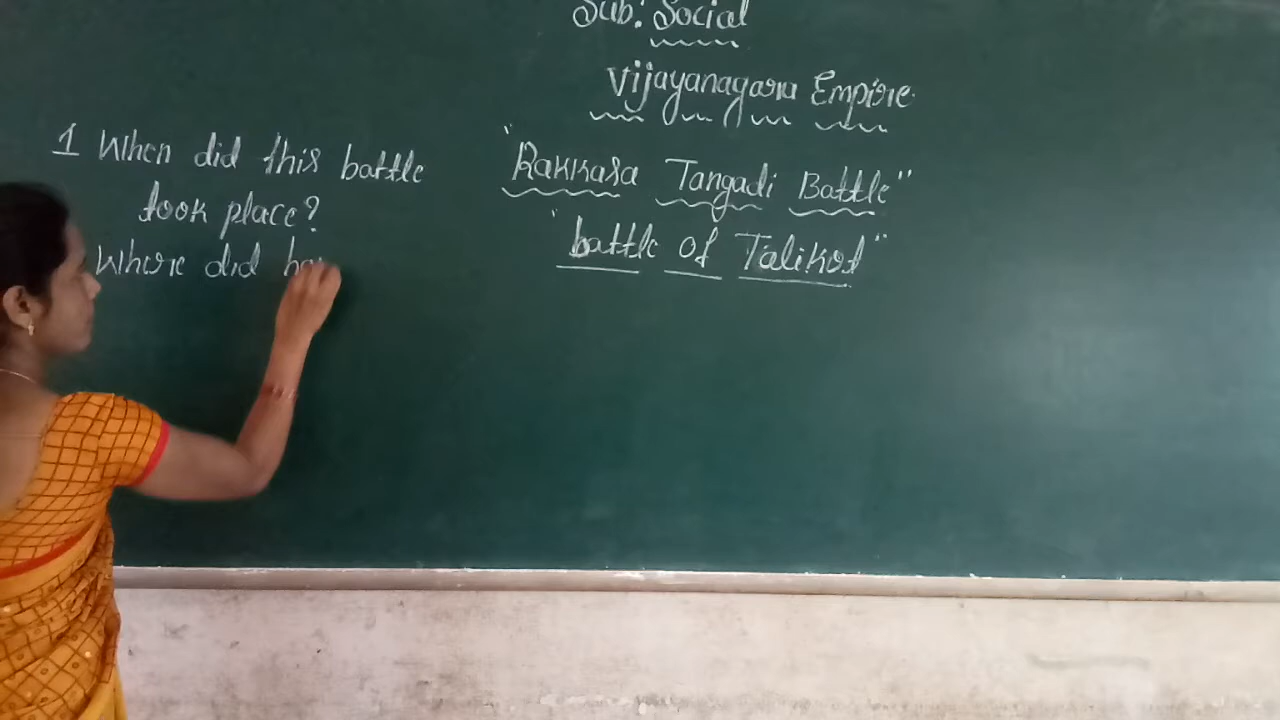 Sub: Social
Vijayanagara Empire
"Rakkasa Tangadi Battle"
"battle of Talikot"
1 When did this battle
took place?
Where did